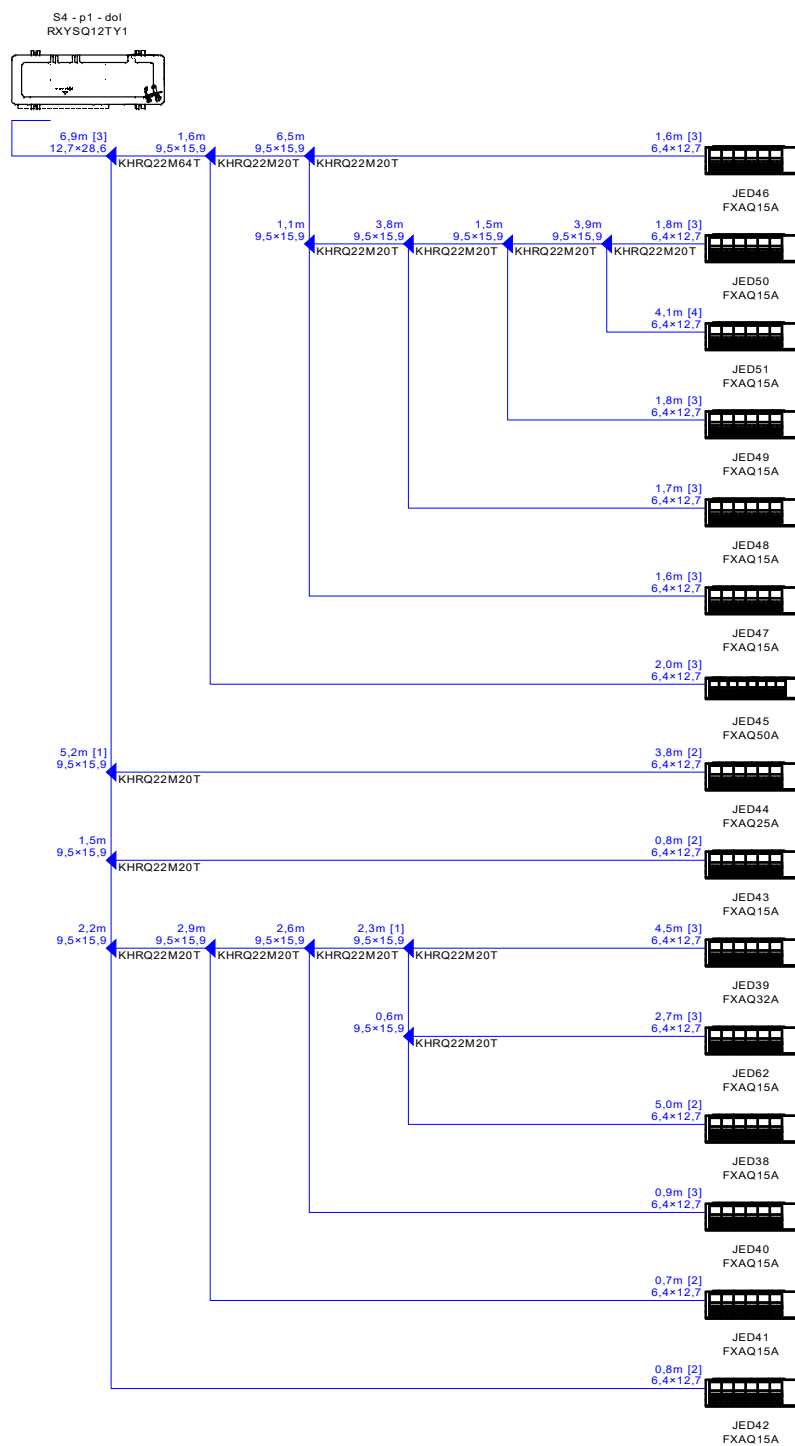 S4 - p1 - dol
RXYSQ12TY1
6,9m [3]
12,7×28,6
KHRQ22M64T
1,6m
9,5×15,9
KHRQ22M20T
6,5m
9,5×15,9
KHRQ22M20T
1,6m [3]
6,4×12,7
JED46
FXAQ15A
1,1m
9,5×15,9
KHRQ22M20T
3,8m
9,5×15,9
KHRQ22M20T
1,5m
9,5×15,9
KHRQ22M20T
3,9m
9,5×15,9
KHRQ22M20T
1,8m [3]
6,4×12,7
JED50
FXAQ15A
4,1m [4]
6,4×12,7
JED51
FXAQ15A
1,8m [3]
6,4×12,7
JED49
FXAQ15A
1,7m [3]
6,4×12,7
JED48
FXAQ15A
1,6m [3]
6,4×12,7
JED47
FXAQ15A
2,0m [3]
6,4×12,7
JED45
FXAQ50A
5,2m [1]
9,5×15,9
KHRQ22M20T
3,8m [2]
6,4×12,7
JED44
FXAQ25A
1,5m
9,5×15,9
KHRQ22M20T
0,8m [2]
6,4×12,7
JED43
FXAQ15A
2,2m
9,5×15,9
KHRQ22M20T
2,9m
9,5×15,9
KHRQ22M20T
2,6m
9,5×15,9
KHRQ22M20T
2,3m [1]
9,5×15,9
KHRQ22M20T
4,5m [3]
6,4×12,7
JED39
FXAQ32A
0,6m
9,5×15,9
KHRQ22M20T
2,7m [3]
6,4×12,7
JED62
FXAQ15A
5,0m [2]
6,4×12,7
JED38
FXAQ15A
0,9m [3]
6,4×12,7
JED40
FXAQ15A
0,7m [2]
6,4×12,7
JED41
FXAQ15A
0,8m [2]
6,4×12,7
JED42
FXAQ15A